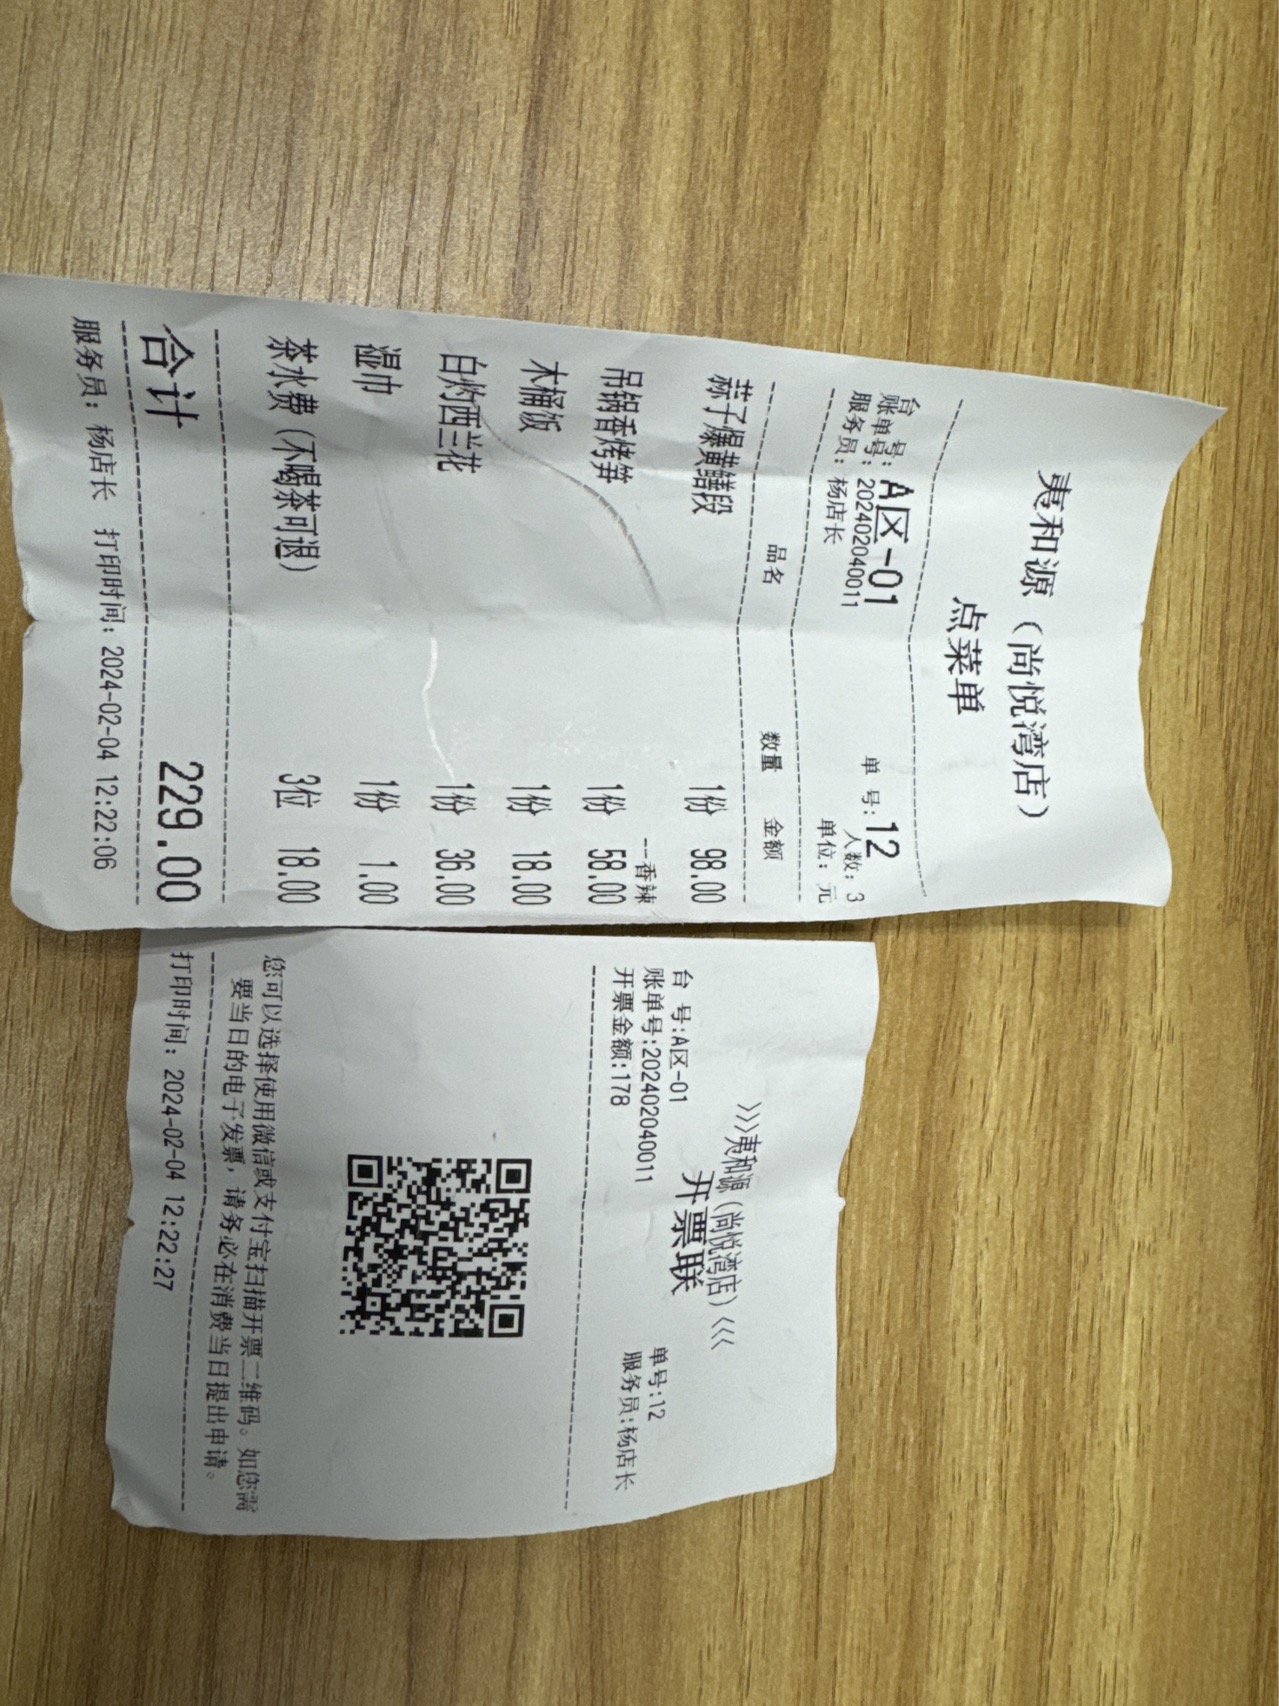 夷和源（尚悦湾店）
点菜单
台 号：A区-01 单 号：12
账单号：202402040011 人数：3
服务员：杨店长 单位：元
品名 数量 金额
藠子爆黄鳝段 1份 98.00
--香辣
吊锅香烤笋 1份 58.00
木桶饭 1份 18.00
白灼西兰花 1份 36.00
湿巾 1份 1.00
茶水费（不喝茶可退） 3位 18.00
合计 229.00
服务员：杨店长 打印时间：2024-02-04 12:22:06
>>>夷和源（尚悦湾店）<<<
开票联
台 号:A区-01 单号:12
账单号:202402040011 服务员:杨店长
开票金额:178
您可以选择使用微信或支付宝扫描开票二维码。如您需
要当日的电子发票，请务必在消费当日提出申请。
打印时间：2024-02-04 12:22:27